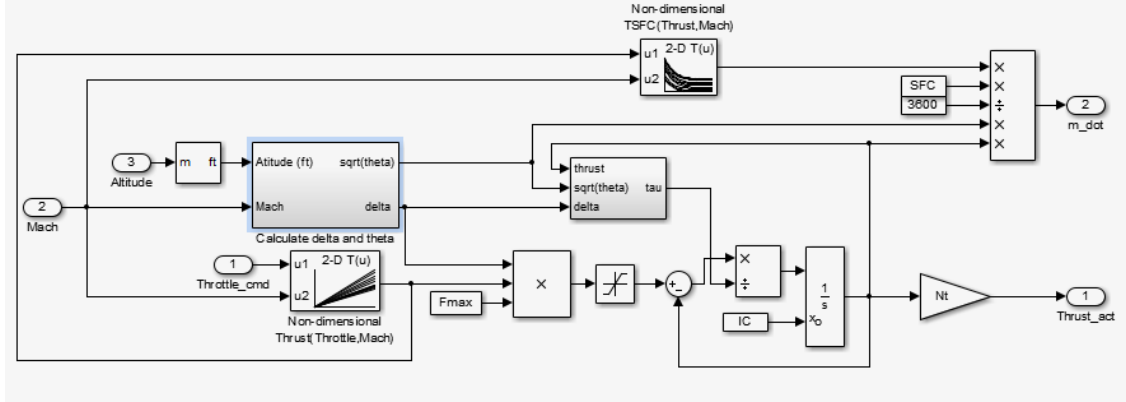 Non-dimensional
TSFC(Thrust,Mach)
u1
2-D T(u)
u2
×
SFC
×
3600
÷
×
×
2
m_dot
3
Altitude
m ft
Atitude (ft)
sqrt(theta)
Mach
delta
Calculate delta and theta
thrust
sqrt(theta)
tau
delta
2
Mach
1
Throttle_cmd
u1
2-D T(u)
u2
Non-dimensional
Thrust(Throttle,Mach)
Fmax
×
+
−
×
÷
IC
1
s
xo
Nt
1
Thrust_act